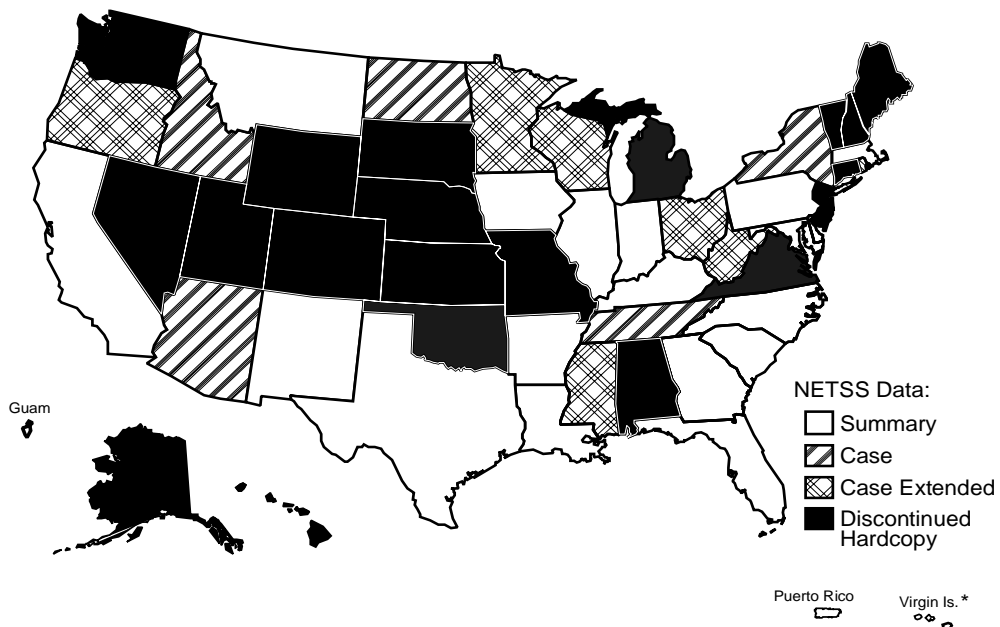 NETSS Data:
Summary
Case
Case Extended
Discontinued
Hardcopy
Guam
Puerto Rico
Virgin Is. *